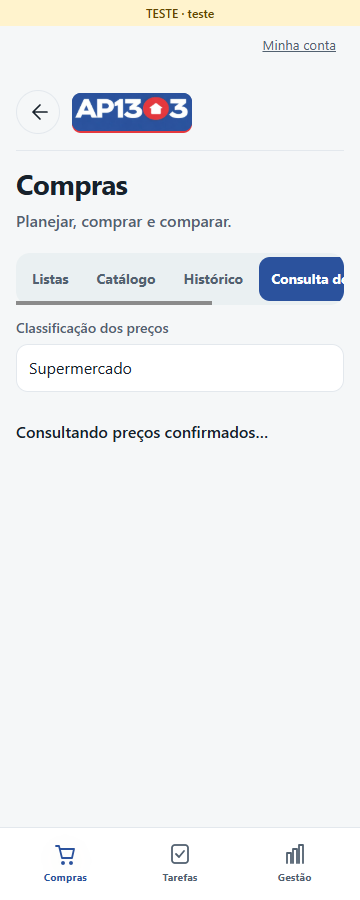 TESTE · teste
Minha conta
AP1303
Compras
Planejar, comprar e comparar.
Listas Catálogo Histórico Consulta de
Classificação dos preços
Supermercado
Consultando preços confirmados...
Compras Tarefas Gestão